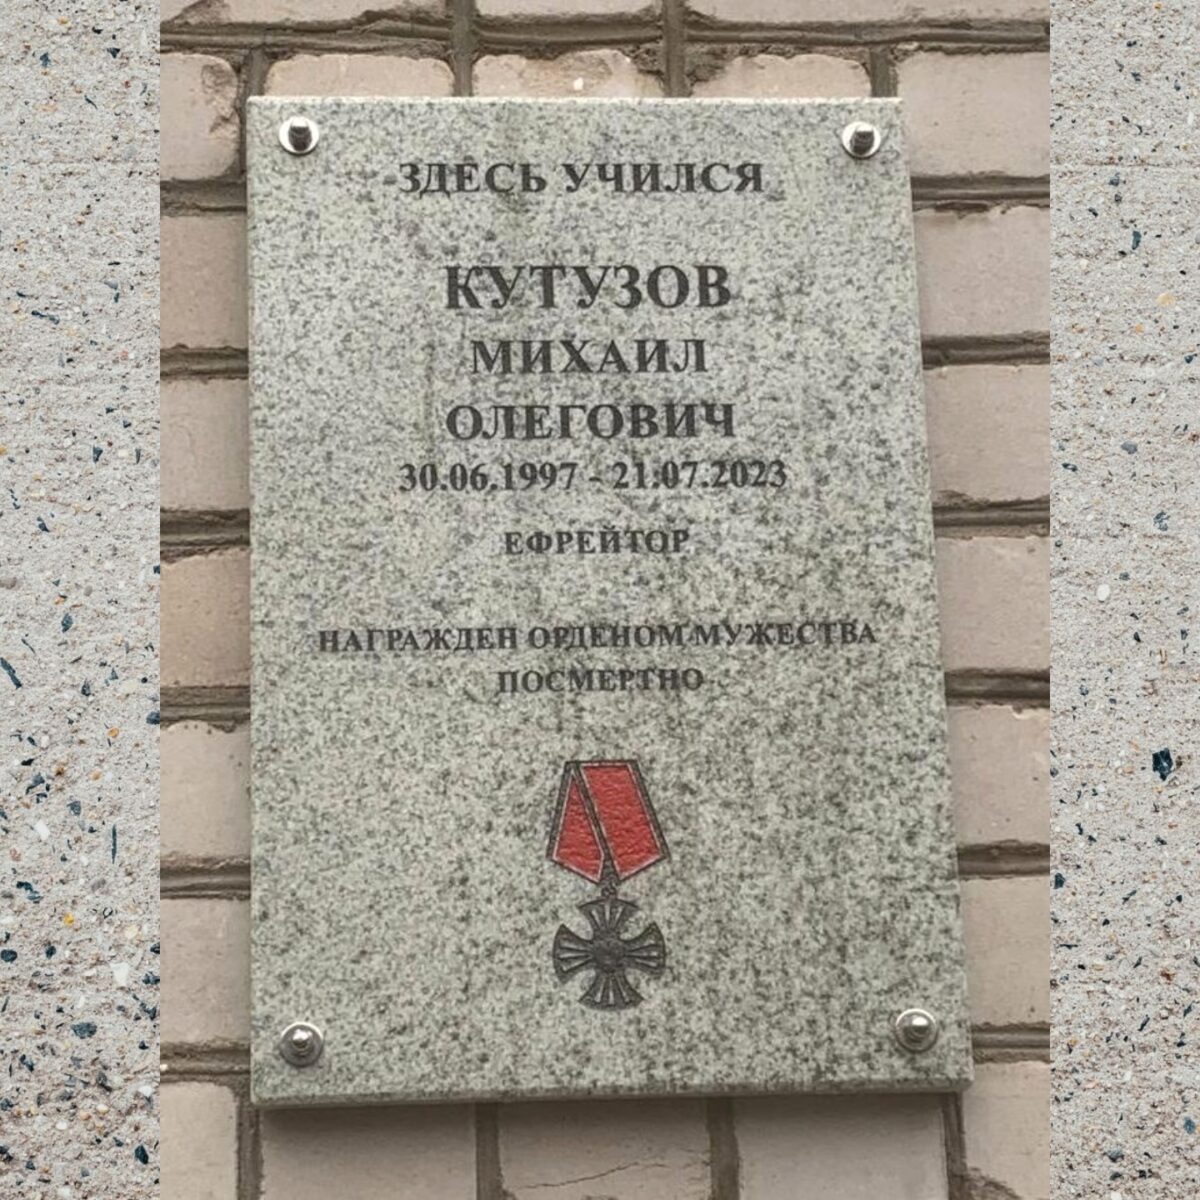 ЗДЕСЬ УЧИЛСЯ
КУТУЗОВ
МИХАИЛ
ОЛЕГОВИЧ
30.06.1997 - 21.07.2023
ЕФРЕЙТОР
НАГРАЖДЕН ОРДЕНОМ МУЖЕСТВА
ПОСМЕРТНО